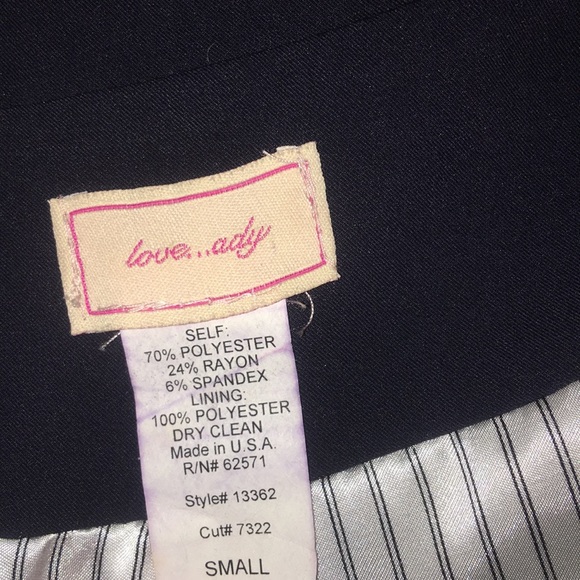 love...ady
SELF:
70% POLYESTER
24% RAYON
6% SPANDEX
LINING:
100% POLYESTER
DRY CLEAN
Made in U.S.A.
R/N# 62571
Style# 13362
Cut# 7322
SMALL